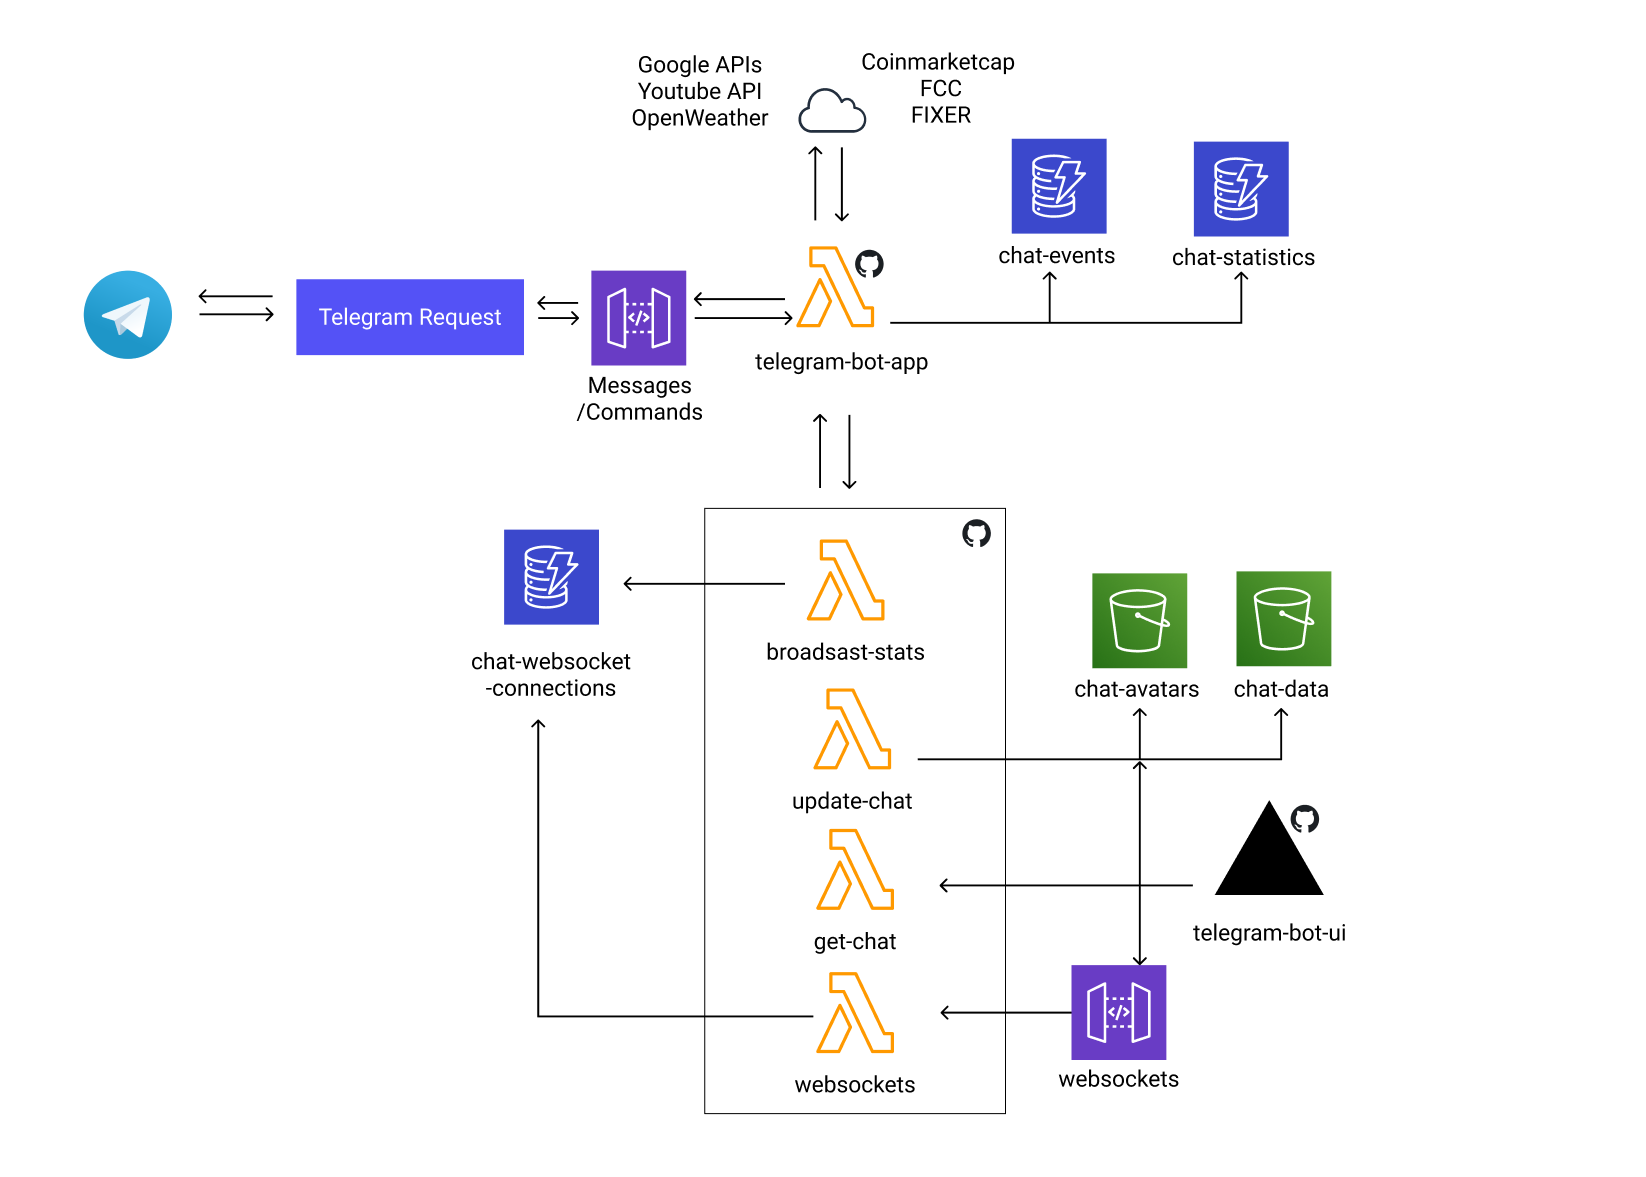 Google APIs
Youtube API
OpenWeather
Coinmarketcap
FCC
FIXER
chat-events
chat-statistics
Telegram Request
Messages
/Commands
telegram-bot-app
chat-websocket
-connections
broadsast-stats
chat-avatars
chat-data
update-chat
get-chat
telegram-bot-ui
websockets
websockets